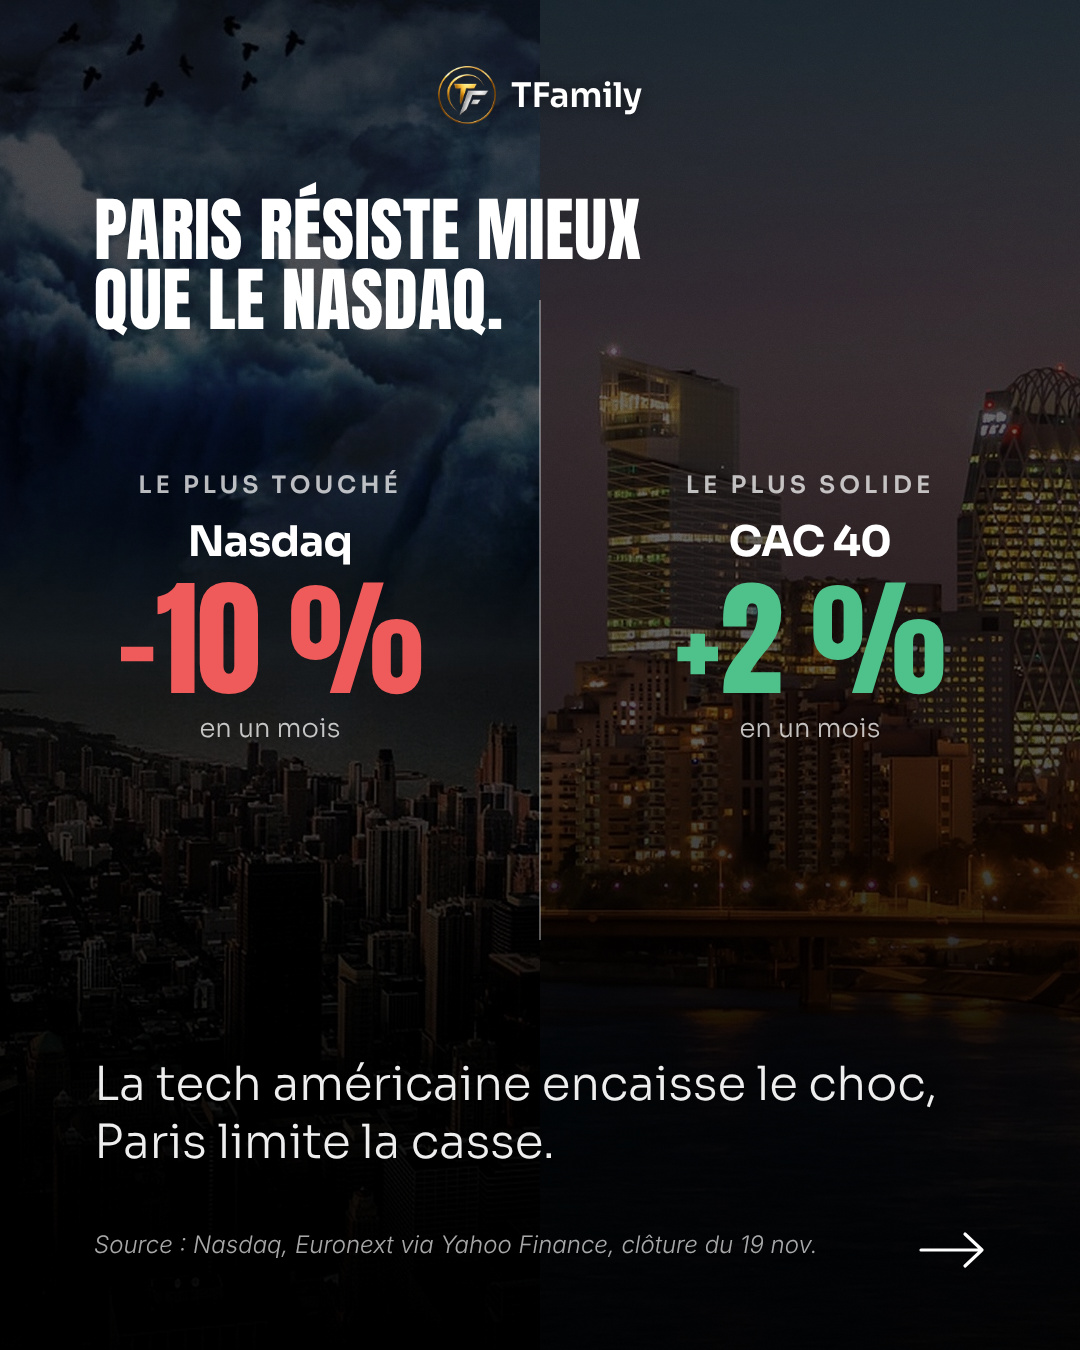 TFamily
PARIS RÉSISTE MIEUX
QUE LE NASDAQ.
LE PLUS TOUCHÉ
Nasdaq
-10 %
en un mois
LE PLUS SOLIDE
CAC 40
+2 %
en un mois
La tech américaine encaisse le choc,
Paris limite la casse.
Source : Nasdaq, Euronext via Yahoo Finance, clôture du 19 nov.